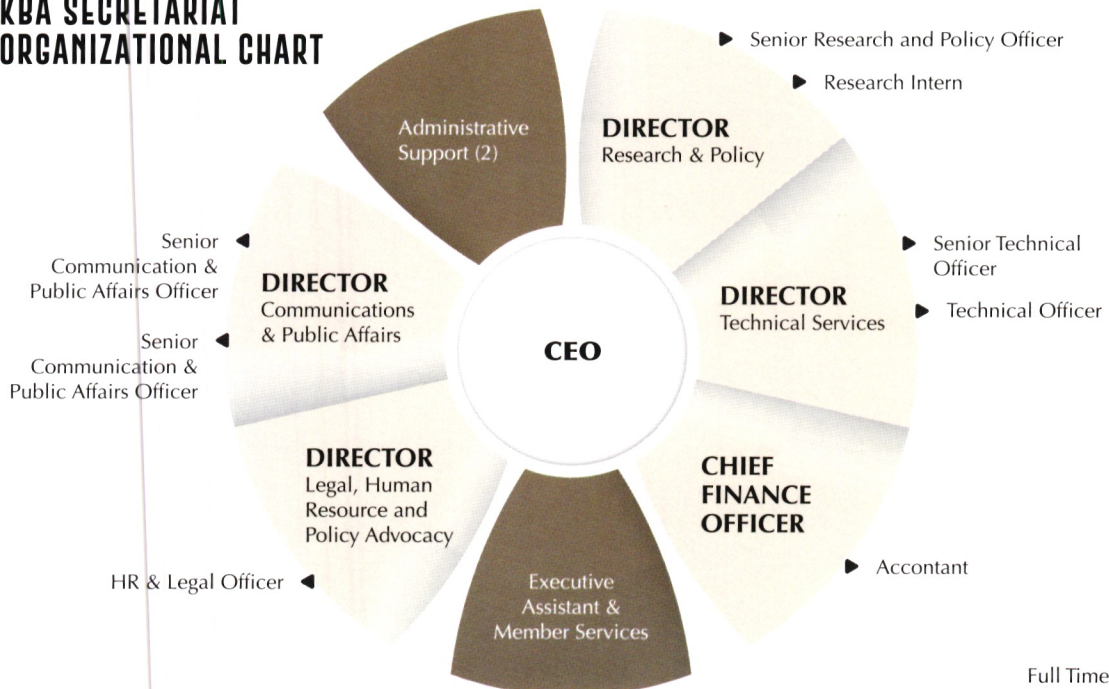 KBA SECRETARIAT
ORGANIZATIONAL CHART
Administrative
Support (2)
DIRECTOR
Research & Policy
Senior Research and Policy Officer
Research Intern
DIRECTOR
Technical Services
Senior Technical
Officer
Technical Officer
CHIEF
FINANCE
OFFICER
Accontant
Executive
Assistant &
Member Services
DIRECTOR
Legal, Human
Resource and
Policy Advocacy
HR & Legal Officer
DIRECTOR
Communications
& Public Affairs
Senior
Communication &
Public Affairs Officer
Senior
Communication &
Public Affairs Officer
CEO
Full Time